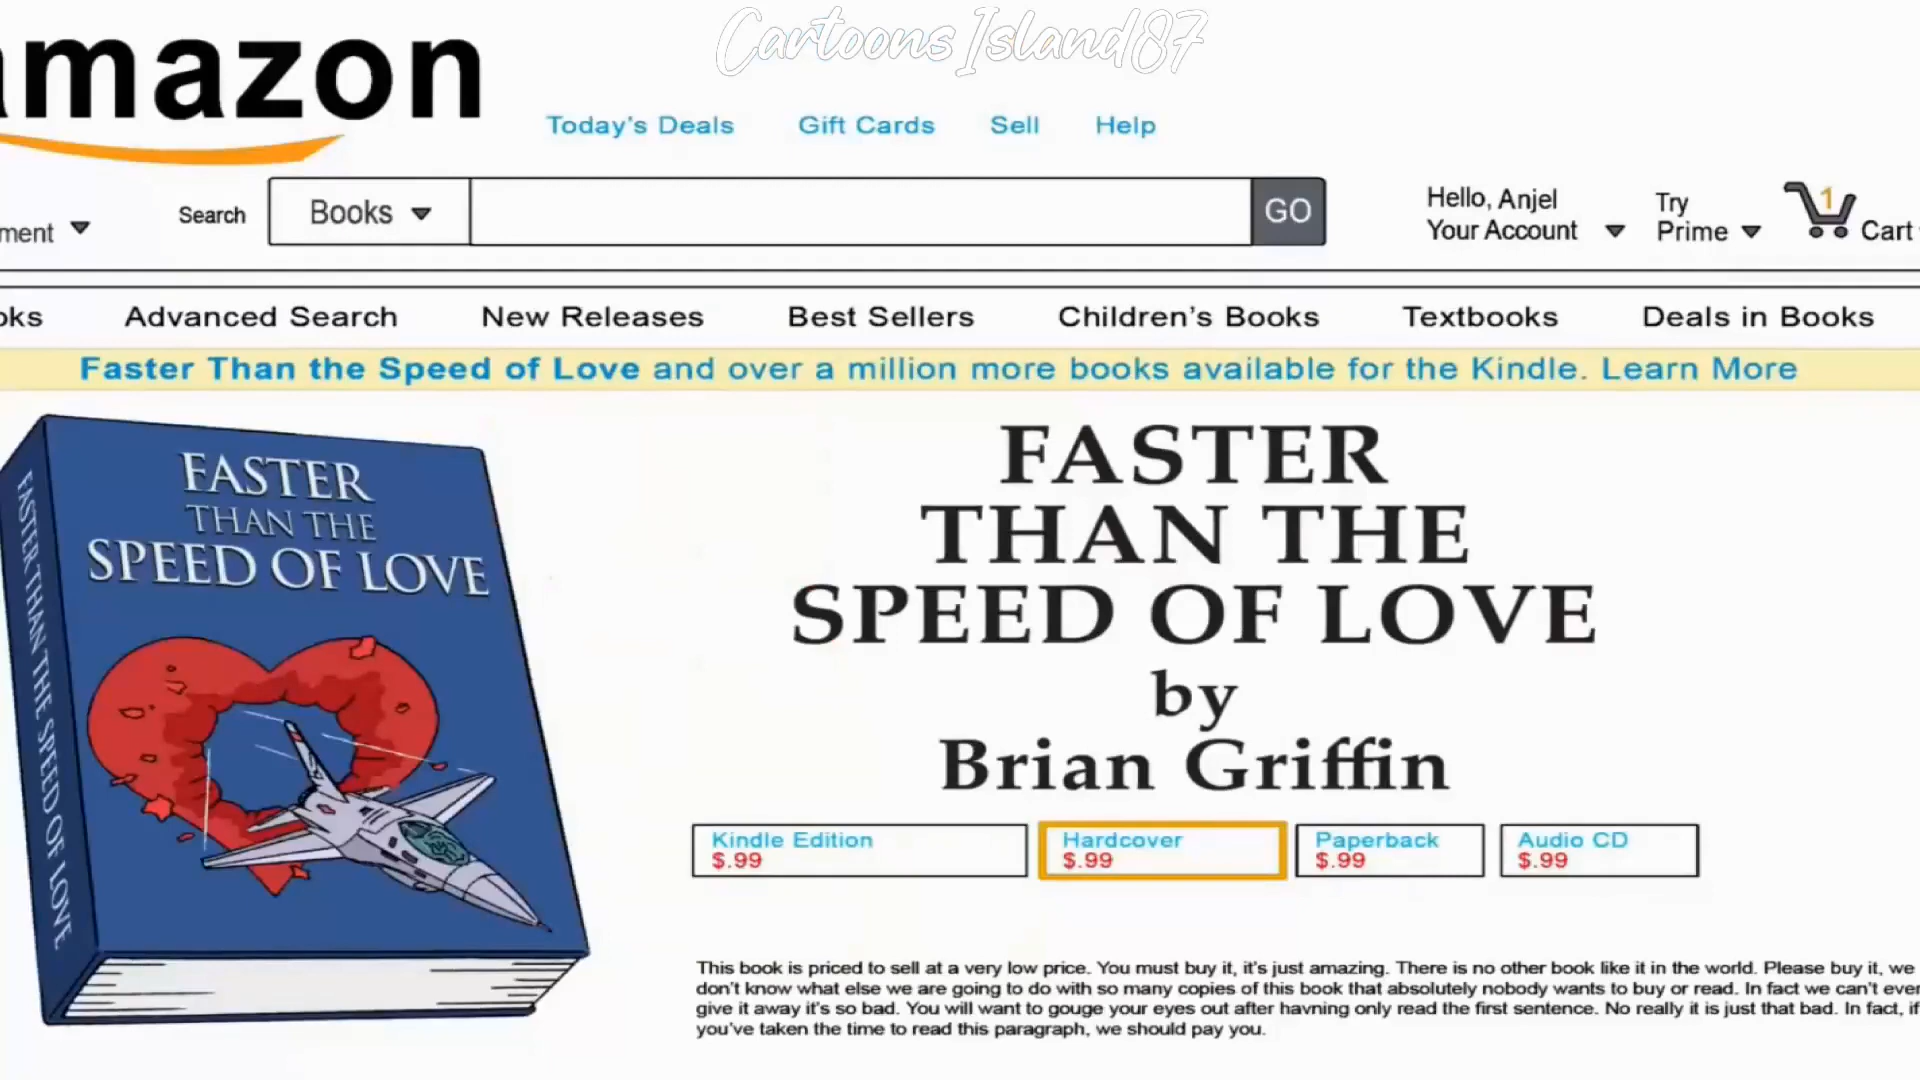 Cartoons Island87
amazon
Today's Deals Gift Cards Sell Help
Search Books GO
Hello, Anjel
Your Account
Try
Prime
1
Cart
ment
oks Advanced Search New Releases Best Sellers Children's Books Textbooks Deals in Books
Faster Than the Speed of Love and over a million more books available for the Kindle. Learn More
FASTER
THAN THE
SPEED OF LOVE
FASTER THAN THE SPEED OF LOVE
FASTER
THAN THE
SPEED OF LOVE
by
Brian Griffin
Kindle Edition
$.99
Hardcover
$.99
Paperback
$.99
Audio CD
$.99
This book is priced to sell at a very low price. You must buy it, it's just amazing. There is no other book like it in the world. Please buy it, we
don't know what else we are going to do with so many copies of this book that absolutely nobody wants to buy or read. In fact we can't ever
give it away it's so bad. You will want to gouge your eyes out after havning only read the first sentence. No really it is just that bad. In fact, if
you've taken the time to read this paragraph, we should pay you.